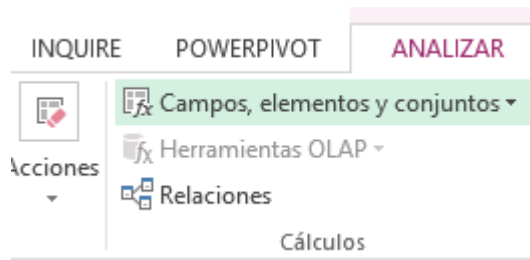 INQUIRE POWERPIVOT ANALIZAR
Campos, elementos y conjuntos
Herramientas OLAP
Acciones
Relaciones
Cálculos